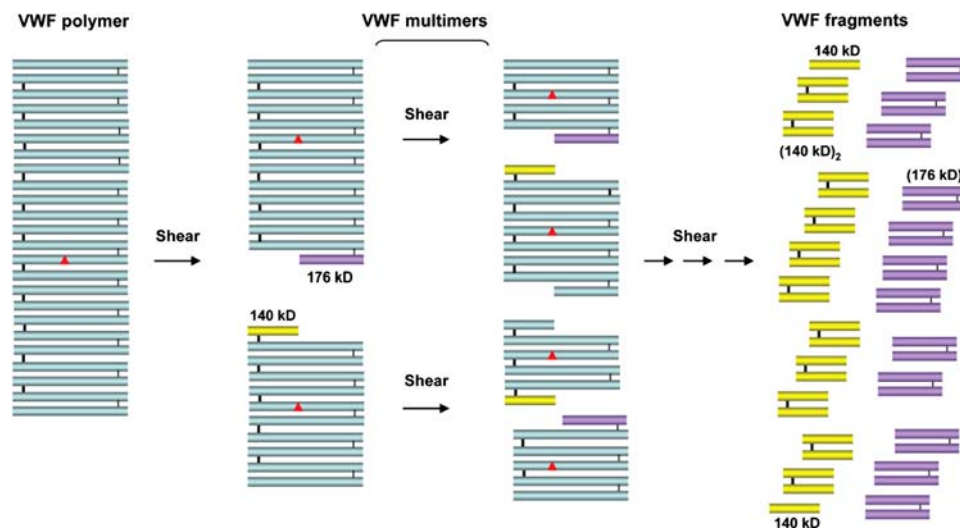 VWF polymer
VWF multimers
VWF fragments
140 kD
Shear
(140 kD)2
(176 kD)
Shear
Shear
176 kD
140 kD
Shear
140 kD